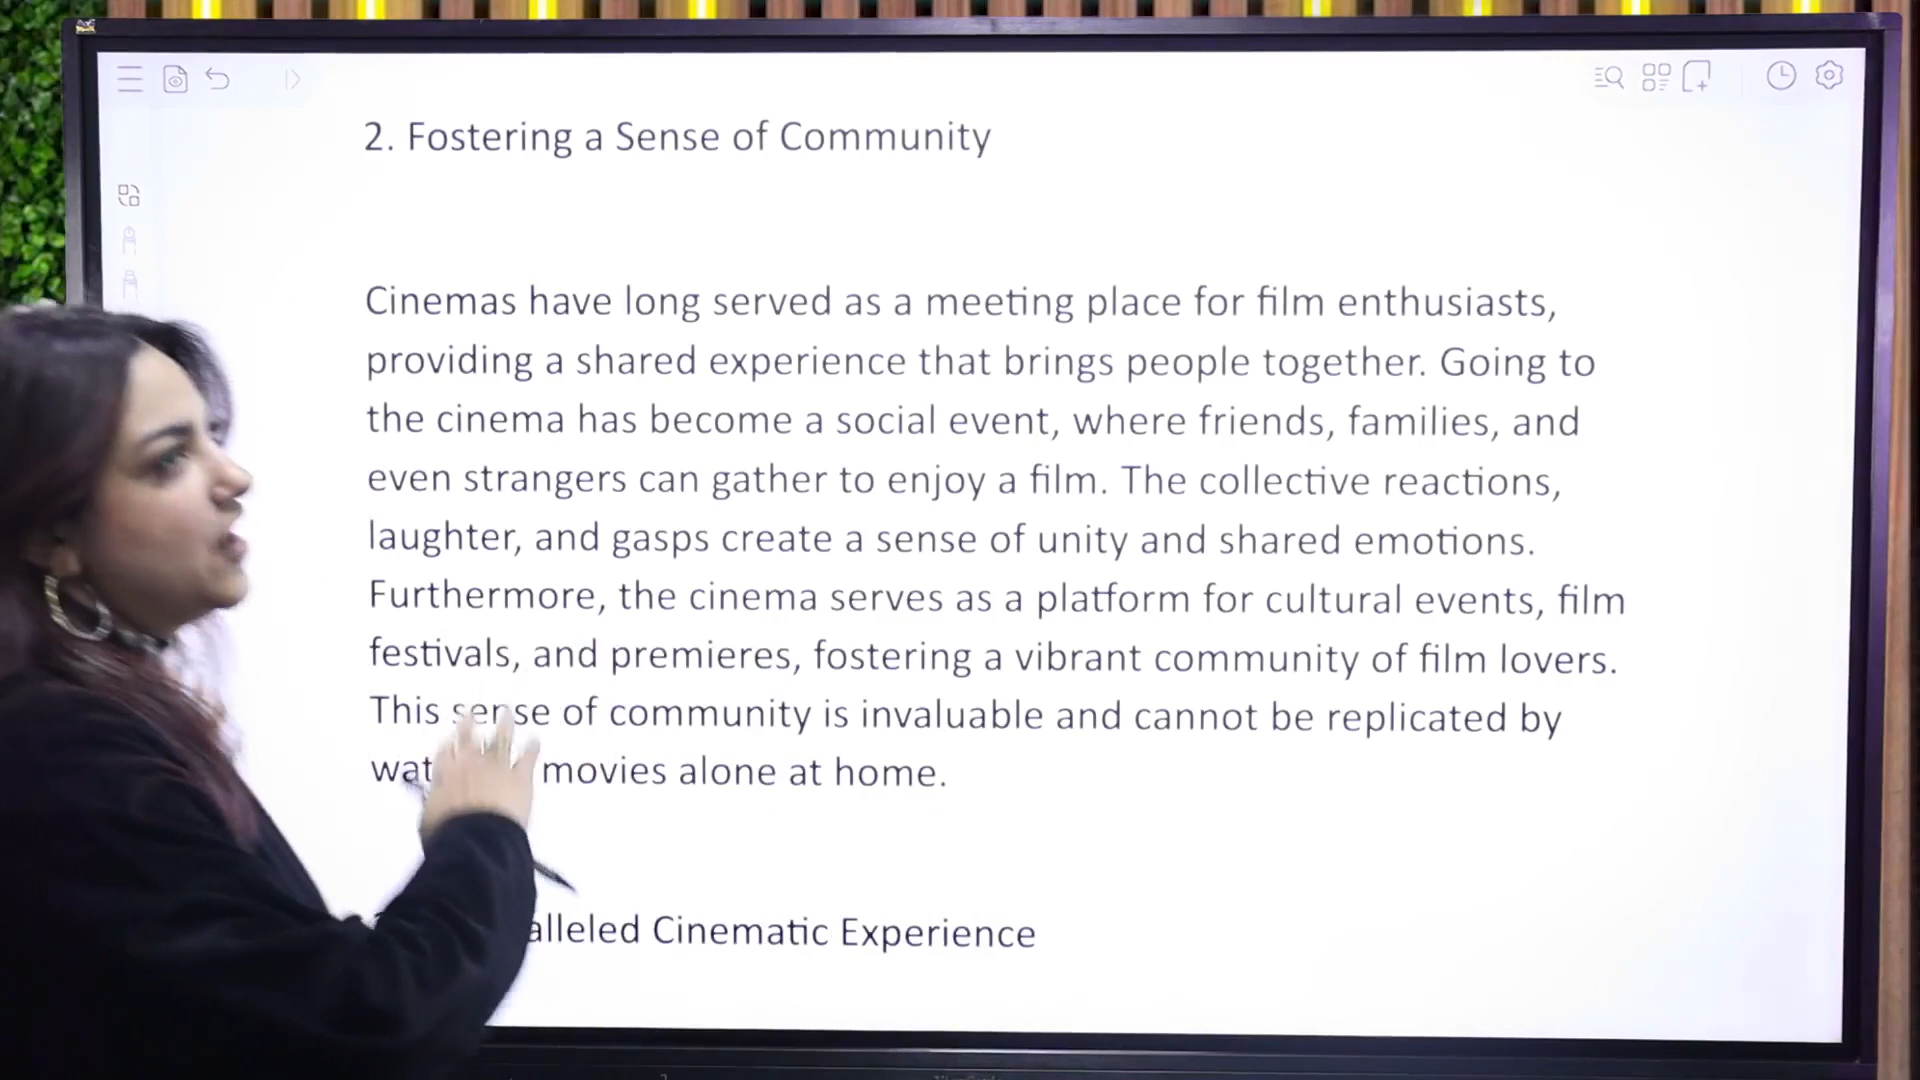 2. Fostering a Sense of Community
Cinemas have long served as a meeting place for film enthusiasts,
providing a shared experience that brings people together. Going to
the cinema has become a social event, where friends, families, and
even strangers can gather to enjoy a film. The collective reactions,
laughter, and gasps create a sense of unity and shared emotions.
Furthermore, the cinema serves as a platform for cultural events, film
festivals, and premieres, fostering a vibrant community of film lovers.
This sense of community is invaluable and cannot be replicated by
movies alone at home.
Cinematic Experience